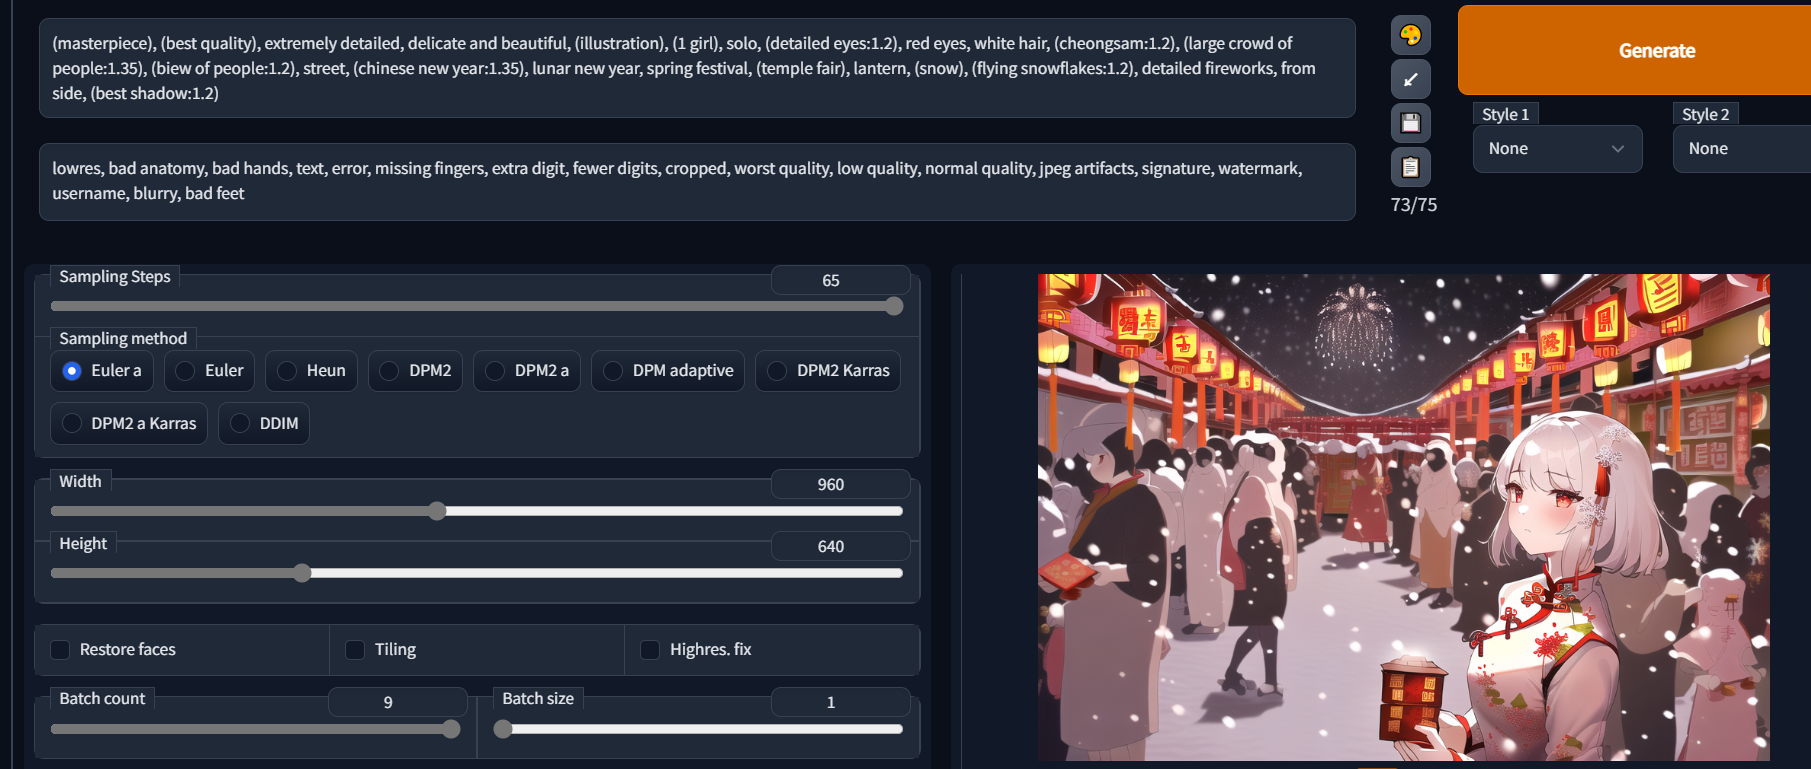 (masterpiece), (best quality), extremely detailed, delicate and beautiful, (illustration), (1 girl), solo, (detailed eyes:1.2), red eyes, white hair, (cheongsam:1.2), (large crowd of
people:1.35), (biew of people:1.2), street, (chinese new year:1.35), lunar new year, spring festival, (temple fair), lantern, (snow), (flying snowflakes:1.2), detailed fireworks, from
side, (best shadow:1.2)
Generate
Style 1
Style 2
None
None
lowres, bad anatomy, bad hands, text, error, missing fingers, extra digit, fewer digits, cropped, worst quality, low quality, normal quality, jpeg artifacts, signature, watermark,
username, blurry, bad feet
73/75
Sampling Steps
65
Sampling method
Euler a
Euler
Heun
DPM2
DPM2 a
DPM adaptive
DPM2 Karras
DPM2 a Karras
DDIM
Width
960
Height
640
Restore faces
Tiling
Highres. fix
Batch count
9
Batch size
1